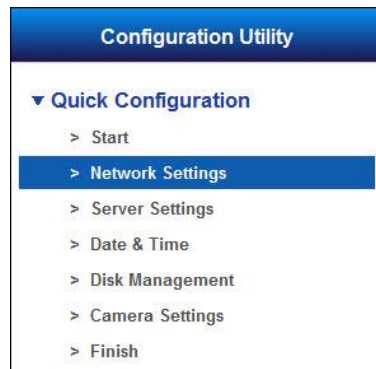 Configuration Utility
Quick Configuration
> Start
> Network Settings
> Server Settings
> Date & Time
> Disk Management
> Camera Settings
> Finish